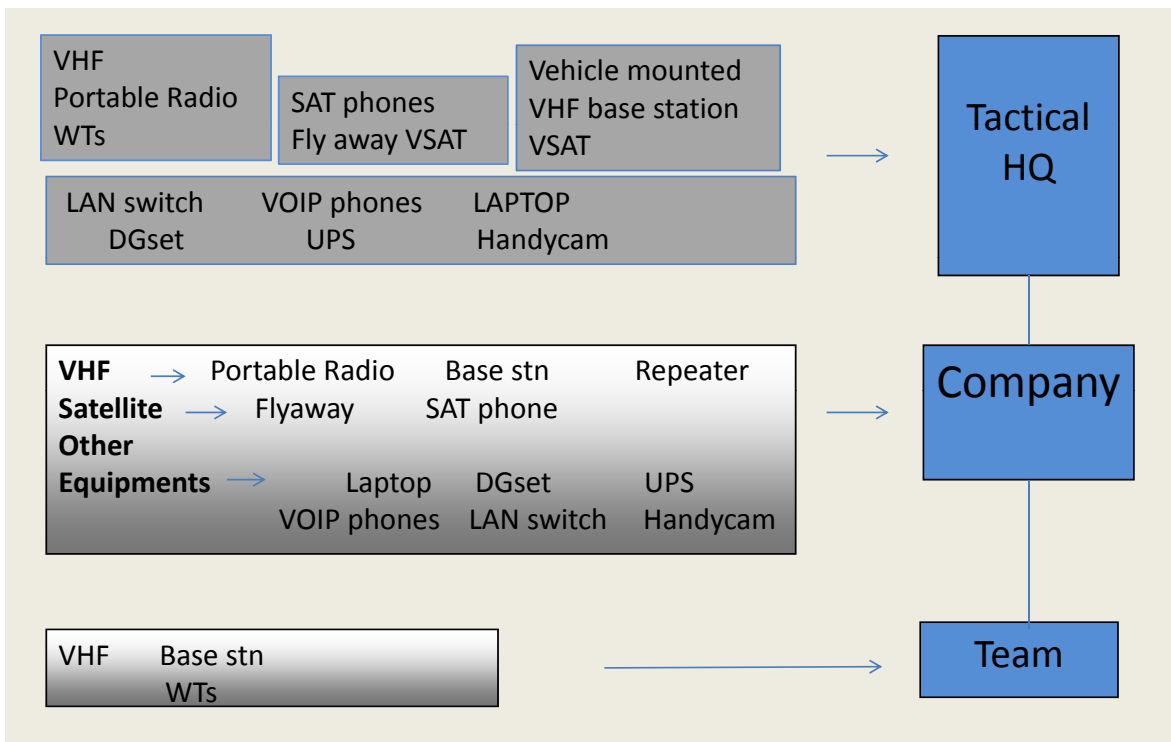 VHF
Portable Radio
WTs
SAT phones
Fly away VSAT
Vehicle mounted
VHF base station
VSAT
LAN switch VOIP phones LAPTOP
DGset UPS Handycam
Tactical
HQ
VHF Portable Radio Base stn Repeater
Satellite Flyaway SAT phone
Other
Equipments Laptop DGset UPS
VOIP phones LAN switch Handycam
Company
VHF Base stn
WTs
Team